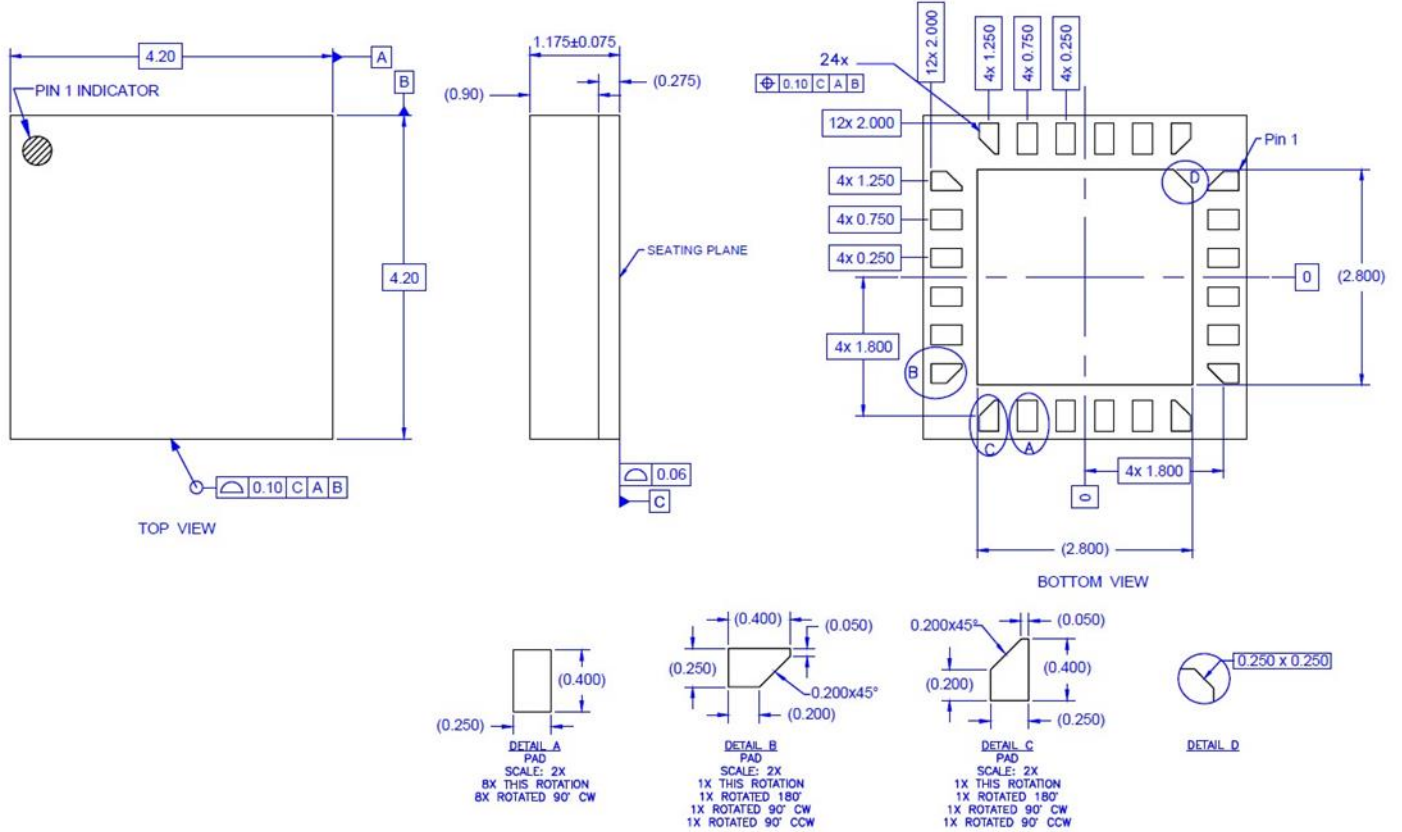 4.20
A
B
PIN 1 INDICATOR
4.20
0.10 C A B
TOP VIEW
1.175±0.075
(0.90)
(0.275)
SEATING PLANE
0.06
C
24x
0.10 C A B
12x 2.000
4x 1.250
4x 0.750
4x 0.250
12x 2.000
4x 1.250
4x 0.750
4x 0.250
4x 1.800
Pin 1
D
B
C
A
0
(2.800)
4x 1.800
0
(2.800)
BOTTOM VIEW
(0.400)
(0.250)
DETAIL A
PAD
SCALE: 2X
8X THIS ROTATION
8X ROTATED 90° CW
(0.400)
(0.050)
(0.250)
0.200x45°
(0.200)
DETAIL B
PAD
SCALE: 2X
1X THIS ROTATION
1X ROTATED 180°
1X ROTATED 90° CW
1X ROTATED 90° CCW
0.200x45°
(0.050)
(0.200)
(0.400)
(0.250)
DETAIL C
PAD
SCALE: 2X
1X THIS ROTATION
1X ROTATED 180°
1X ROTATED 90° CW
1X ROTATED 90° CCW
0.250 x 0.250
DETAIL D